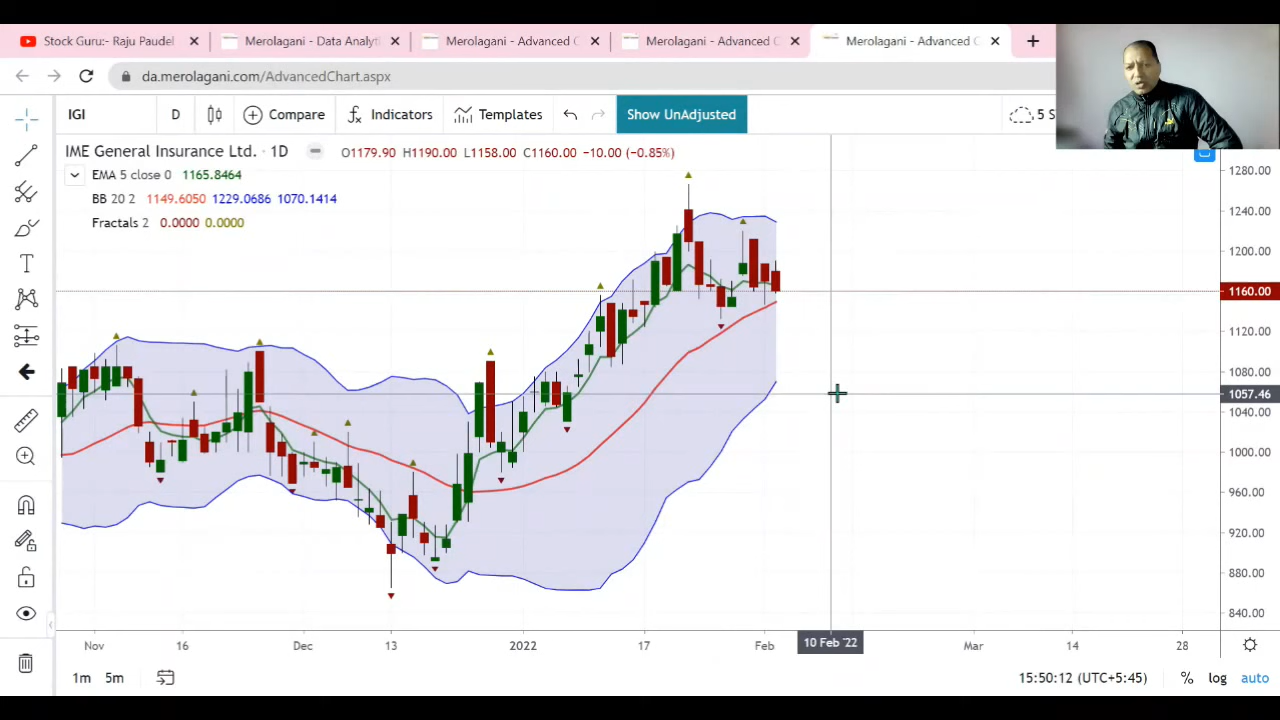 Stock Guru:- Raju Paudel
Merolagani - Data Analyt
Merolagani - Advanced C
Merolagani - Advanced C
Merolagani - Advanced C
da.merolagani.com/AdvancedChart.aspx
IGI
D
Compare
Indicators
Templates
Show UnAdjusted
5 S
IME General Insurance Ltd. · 1D
O1179.90 H1190.00 L1158.00 C1160.00 −10.00 (−0.85%)
EMA 5 close 0 1165.8464
BB 20 2 1149.6050 1229.0686 1070.1414
Fractals 2 0.0000 0.0000
1280.00
1240.00
1200.00
1160.00
1120.00
1080.00
1057.46
1040.00
1000.00
960.00
920.00
880.00
840.00
Nov
16
Dec
13
2022
17
Feb
10 Feb '22
Mar
14
28
1m
5m
15:50:12 (UTC+5:45)
%
log
auto